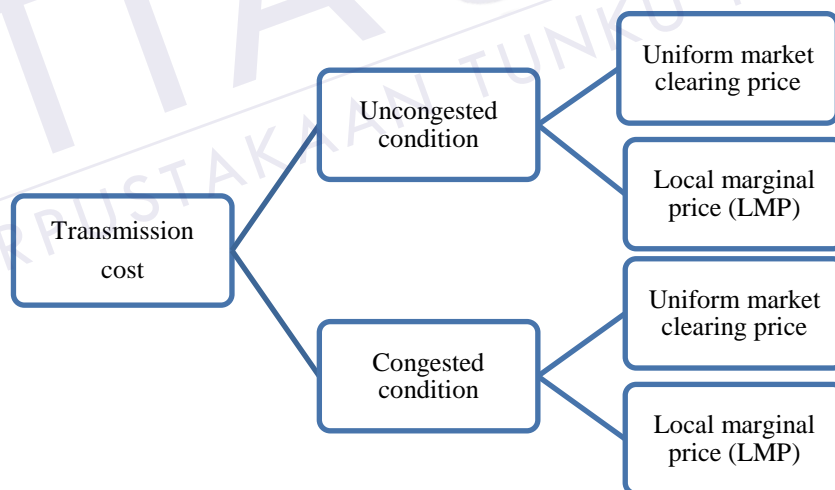 Uniform market
clearing price
Uncongested
condition
Local marginal
price (LMP)
Transmission
cost
Uniform market
clearing price
Congested
condition
Local marginal
price (LMP)